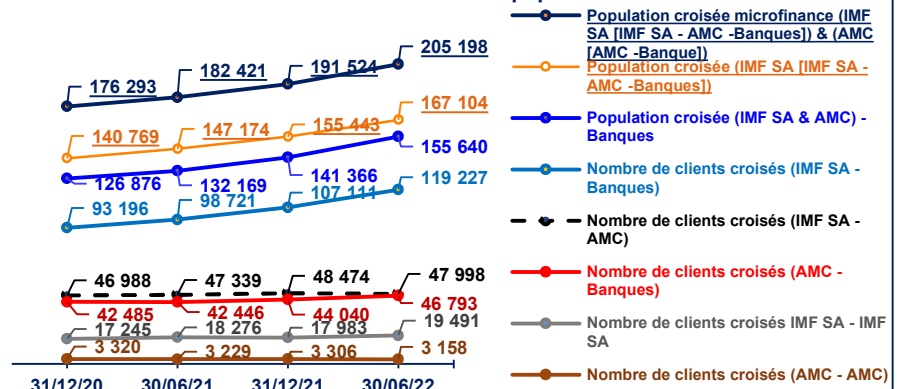 205 198
191 524
182 421
176 293
167 104
155 443
147 174
140 769
155 640
141 366
132 169
126 876
119 227
107 111
98 721
93 196
46 988
47 339
48 474
47 998
42 485
42 446
44 040
46 793
17 245
18 276
17 983
19 491
3 320
3 229
3 306
3 158
31/12/20
30/06/21
31/12/21
30/06/22
Population croisée microfinance (IMF
SA [IMF SA - AMC -Banques]) & (AMC
[AMC -Banque])
Population croisée (IMF SA [IMF SA -
AMC -Banques])
Population croisée (IMF SA & AMC) -
Banques
Nombre de clients croisés (IMF SA -
Banques)
Nombre de clients croisés (IMF SA -
AMC)
Nombre de clients croisés (AMC -
Banques)
Nombre de clients croisés IMF SA - IMF
SA
Nombre de clients croisés (AMC - AMC)